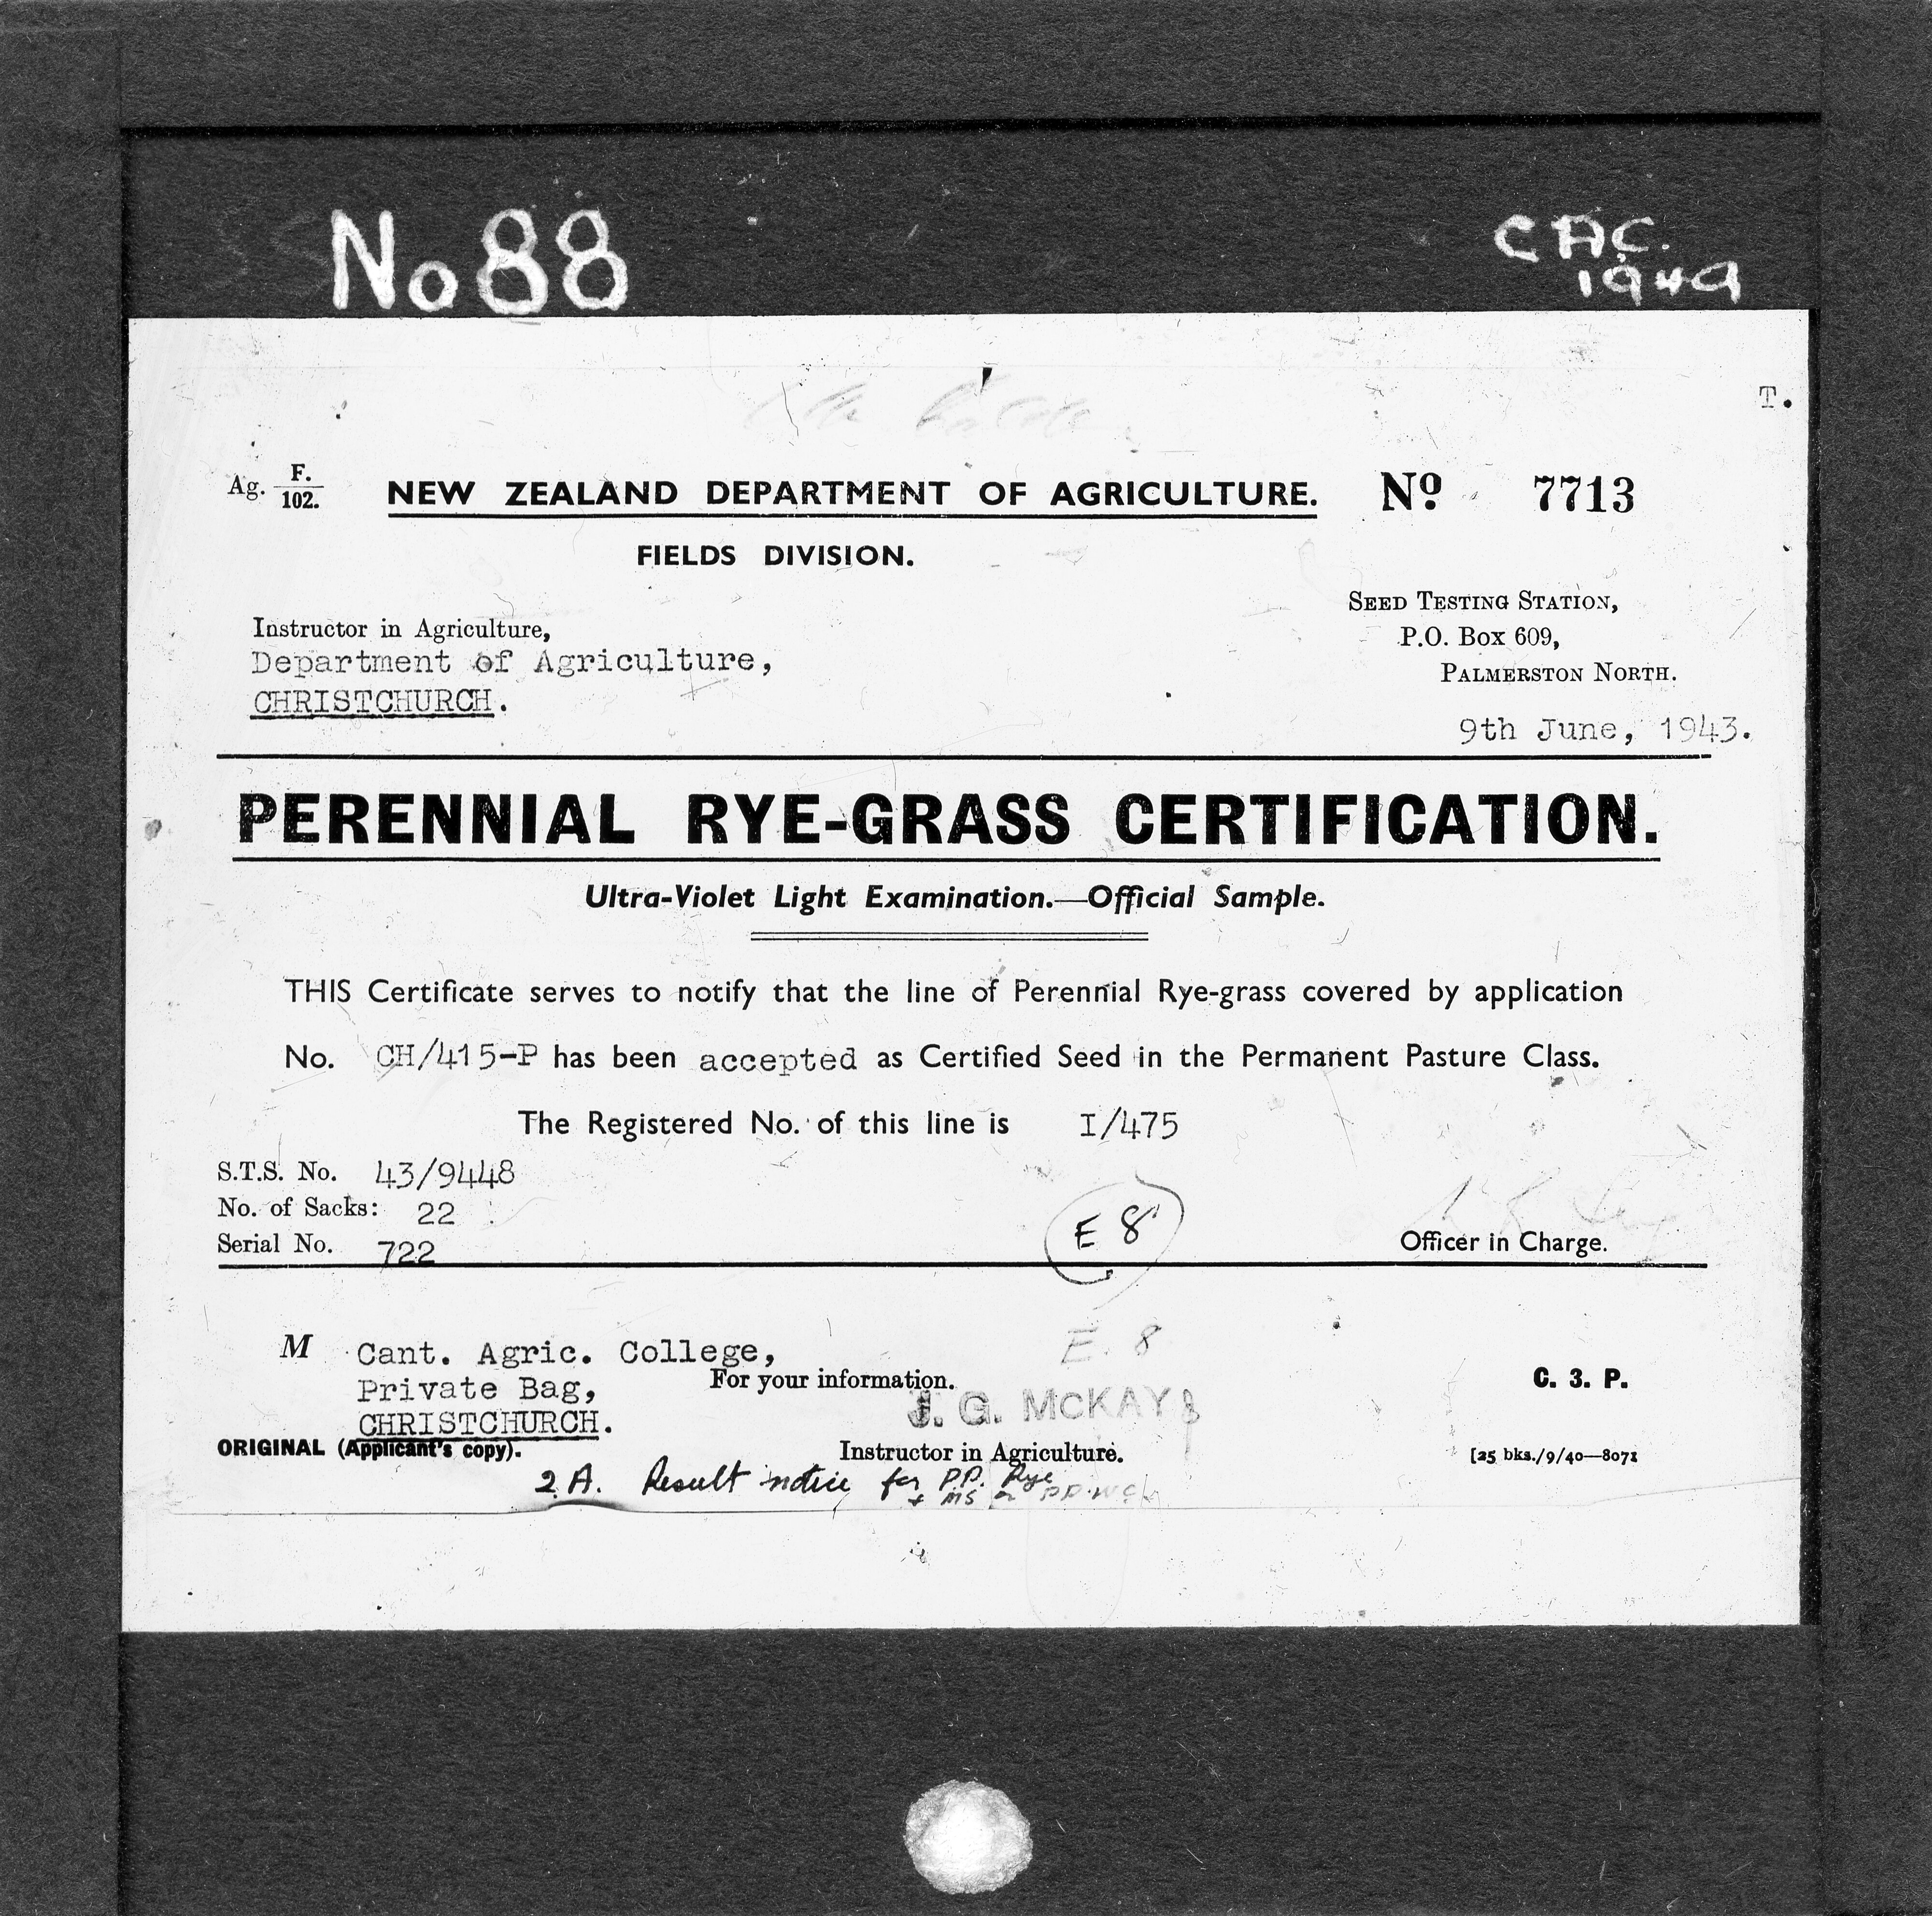 No 88
CAC.
1949
T.
Ag. F./102.
NEW ZEALAND DEPARTMENT OF AGRICULTURE.
No 7713
FIELDS DIVISION.
SEED TESTING STATION,
P.O. Box 609,
PALMERSTON NORTH.
Instructor in Agriculture,
Department of Agriculture,
CHRISTCHURCH.
9th June, 1943.
PERENNIAL RYE-GRASS CERTIFICATION.
Ultra-Violet Light Examination.—Official Sample.
THIS Certificate serves to notify that the line of Perennial Rye-grass covered by application
No. CH/415-P has been accepted as Certified Seed in the Permanent Pasture Class.
The Registered No. of this line is I/475
S.T.S. No. 43/9448
No. of Sacks: 22
Serial No. 722
E 8
Officer in Charge.
E. 8
M Cant. Agric. College,
Private Bag,
CHRISTCHURCH.
For your information.
J. G. McKAY
C. 3. P.
ORIGINAL (Applicant's copy).
Instructor in Agriculture.
[25 bks./9/40—8071
2 A. Result notice for P.P. Rye
+ MS or P.P. W.C.